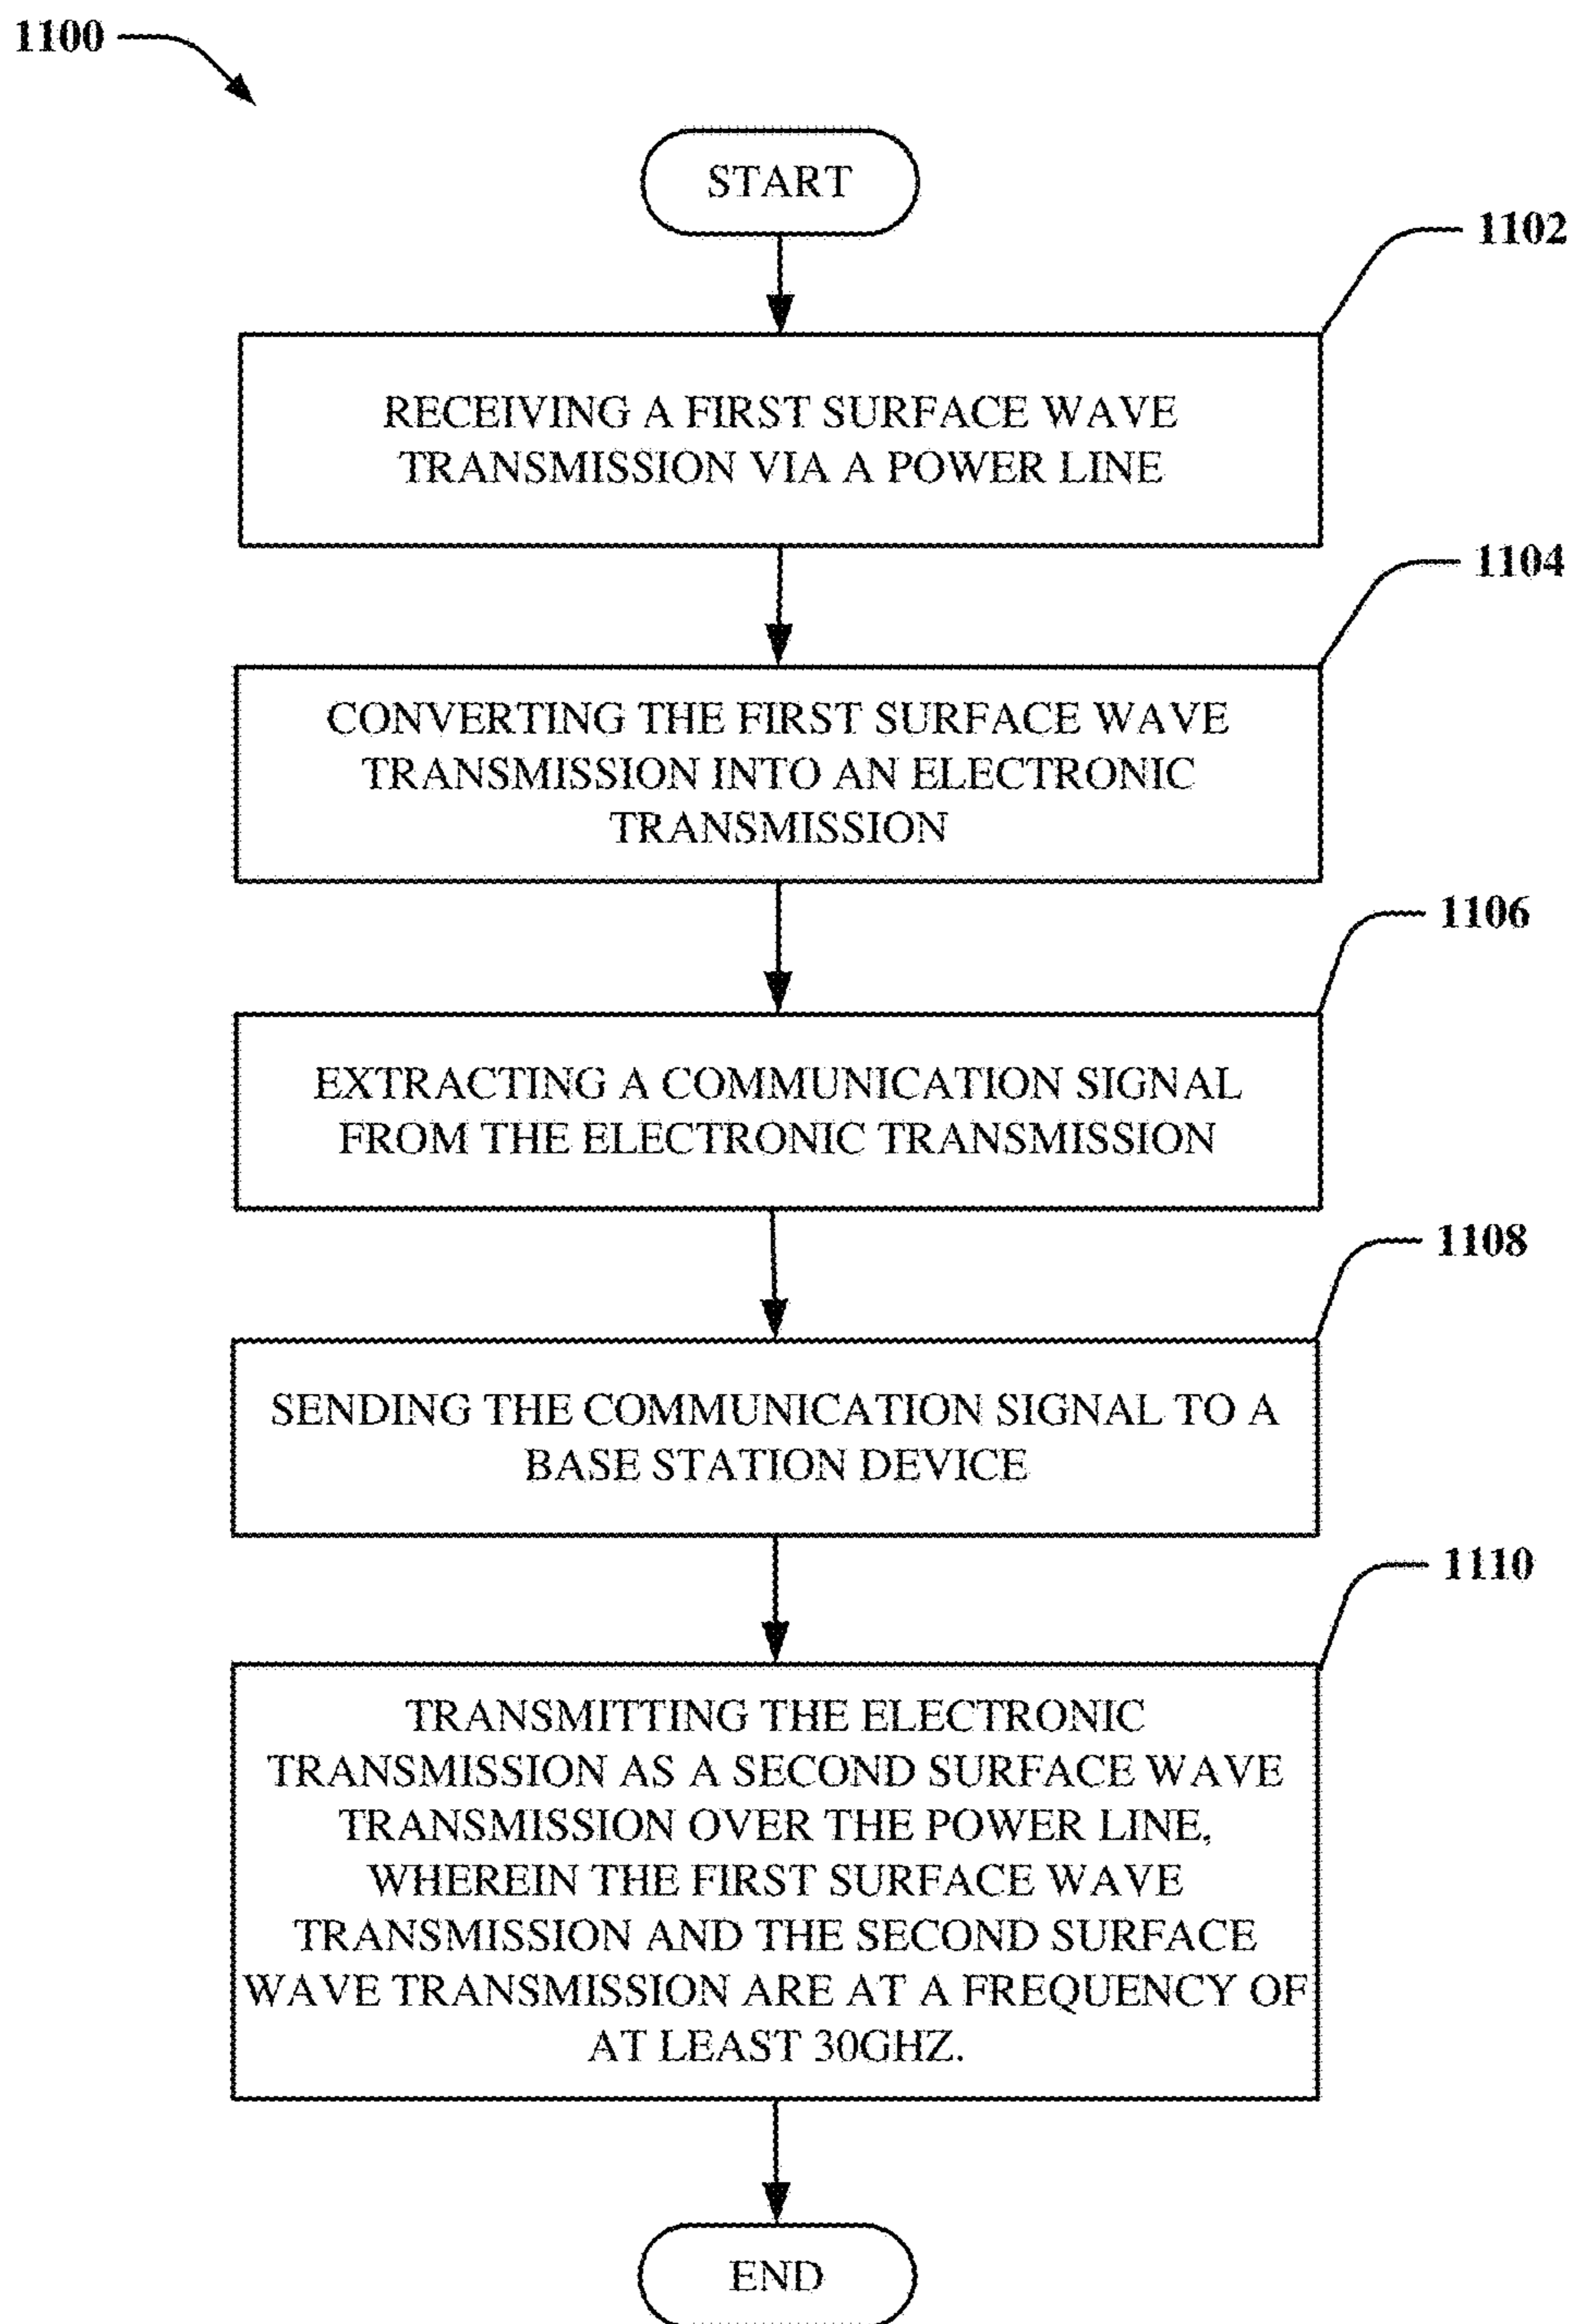 1100
START
1102
RECEIVING A FIRST SURFACE WAVE
TRANSMISSION VIA A POWER LINE
1104
CONVERTING THE FIRST SURFACE WAVE
TRANSMISSION INTO AN ELECTRONIC
TRANSMISSION
1106
EXTRACTING A COMMUNICATION SIGNAL
FROM THE ELECTRONIC TRANSMISSION
1108
SENDING THE COMMUNICATION SIGNAL TO A
BASE STATION DEVICE
1110
TRANSMITTING THE ELECTRONIC
TRANSMISSION AS A SECOND SURFACE WAVE
TRANSMISSION OVER THE POWER LINE,
WHEREIN THE FIRST SURFACE WAVE
TRANSMISSION AND THE SECOND SURFACE
WAVE TRANSMISSION ARE AT A FREQUENCY OF
AT LEAST 30GHZ.
END